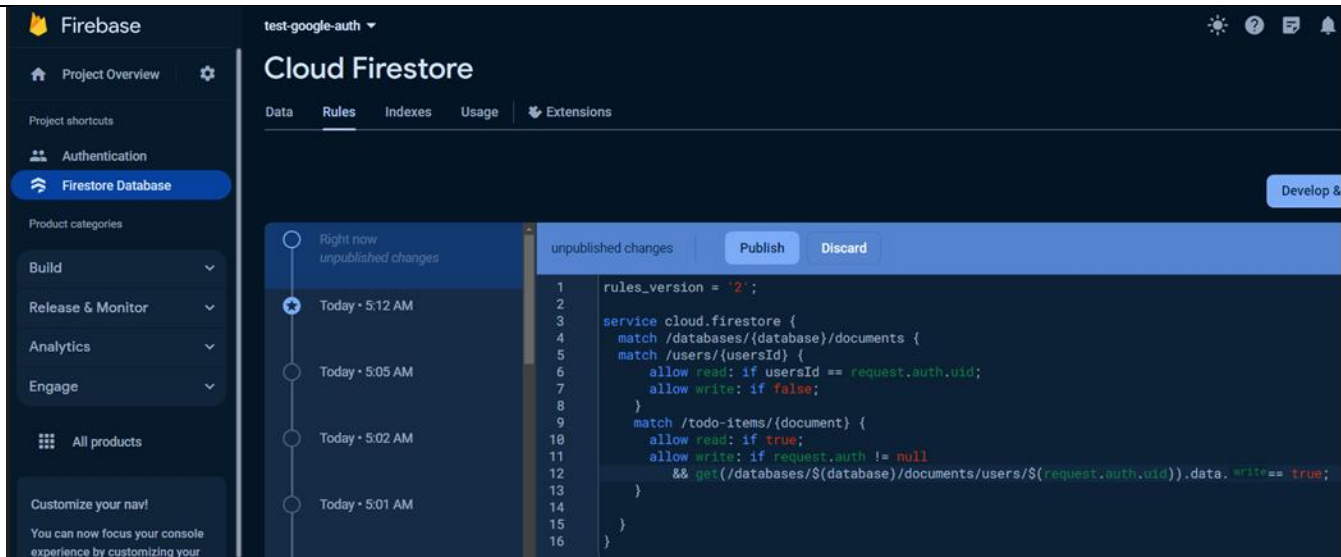 Firebase
Project Overview
Project shortcuts
Authentication
Firestore Database
Product categories
Build
Release & Monitor
Analytics
Engage
All products
Customize your nav!
You can now focus your console
experience by customizing your
test-google-auth
Cloud Firestore
Data Rules Indexes Usage Extensions
Develop &
Right now
unpublished changes
Today • 5:12 AM
Today • 5:05 AM
Today • 5:02 AM
Today • 5:01 AM
unpublished changes Publish Discard
1 rules_version = '2';
2
3 service cloud.firestore {
4 match /databases/{database}/documents {
5 match /users/{usersId} {
6 allow read: if usersId == request.auth.uid;
7 allow write: if false;
8 }
9 match /todo-items/{document} {
10 allow read: if true;
11 allow write: if request.auth != null
12 && get(/databases/$(database)/documents/users/$(request.auth.uid)).data.write== true;
13 }
14
15 }
16 }